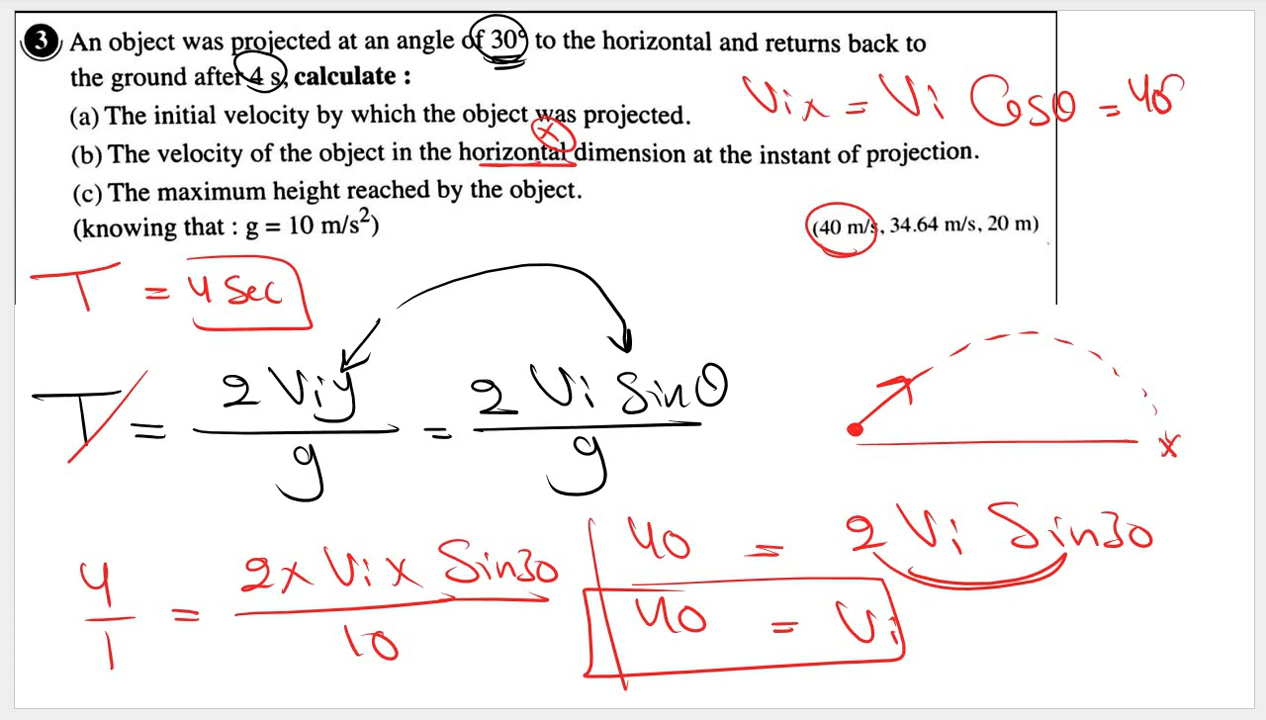 3 An object was projected at an angle of 30° to the horizontal and returns back to
the ground after 4 s, calculate :
(a) The initial velocity by which the object was projected.
x
(b) The velocity of the object in the horizontal dimension at the instant of projection.
(c) The maximum height reached by the object.
(knowing that : g = 10 m/s²)
(40 m/s, 34.64 m/s, 20 m)
Vix = Vi Cosθ = 40
T = 4 Sec
T = 2 Viy / g = 2 Vi Sinθ / g
x
4/1 = 2 x Vi x Sin30 / 10
40 = 2 Vi Sin30
40 = Vi